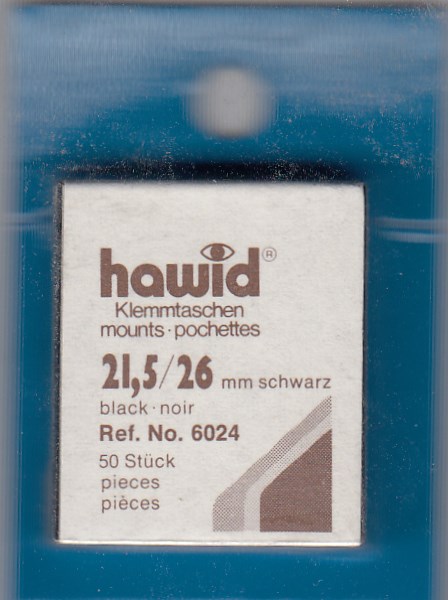 hawid®
Klemmtaschen
mounts·pochettes
21,5/26 mm schwarz
black·noir
Ref. No. 6024
50 Stück
pieces
pièces